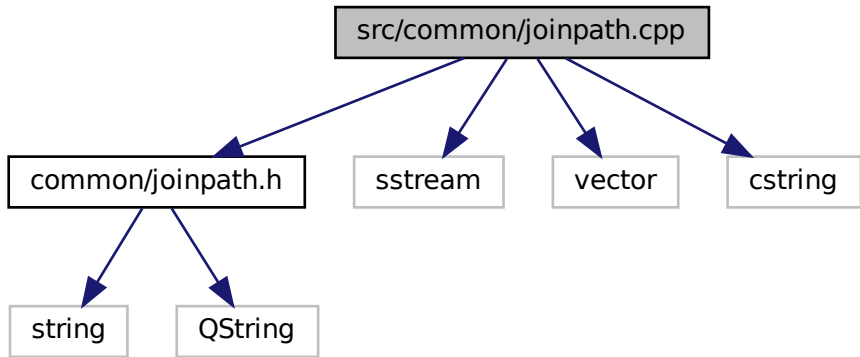 src/common/joinpath.cpp
common/joinpath.h
sstream
vector
cstring
string
QString